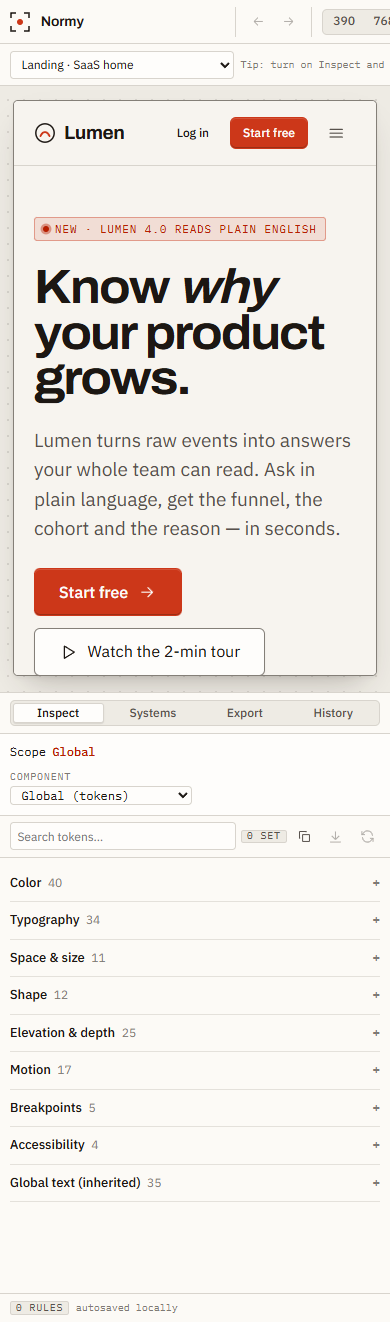 Normy
390 768
Landing · SaaS home
Tip: turn on Inspect and
Lumen
Log in
Start free
NEW · LUMEN 4.0 READS PLAIN ENGLISH
Know why
your product
grows.
Lumen turns raw events into answers
your whole team can read. Ask in
plain language, get the funnel, the
cohort and the reason — in seconds.
Start free →
Watch the 2-min tour
Inspect Systems Export History
Scope Global
COMPONENT
Global (tokens)
Search tokens...
0 SET
Color 40 +
Typography 34 +
Space & size 11 +
Shape 12 +
Elevation & depth 25 +
Motion 17 +
Breakpoints 5 +
Accessibility 4 +
Global text (inherited) 35 +
0 RULES autosaved locally